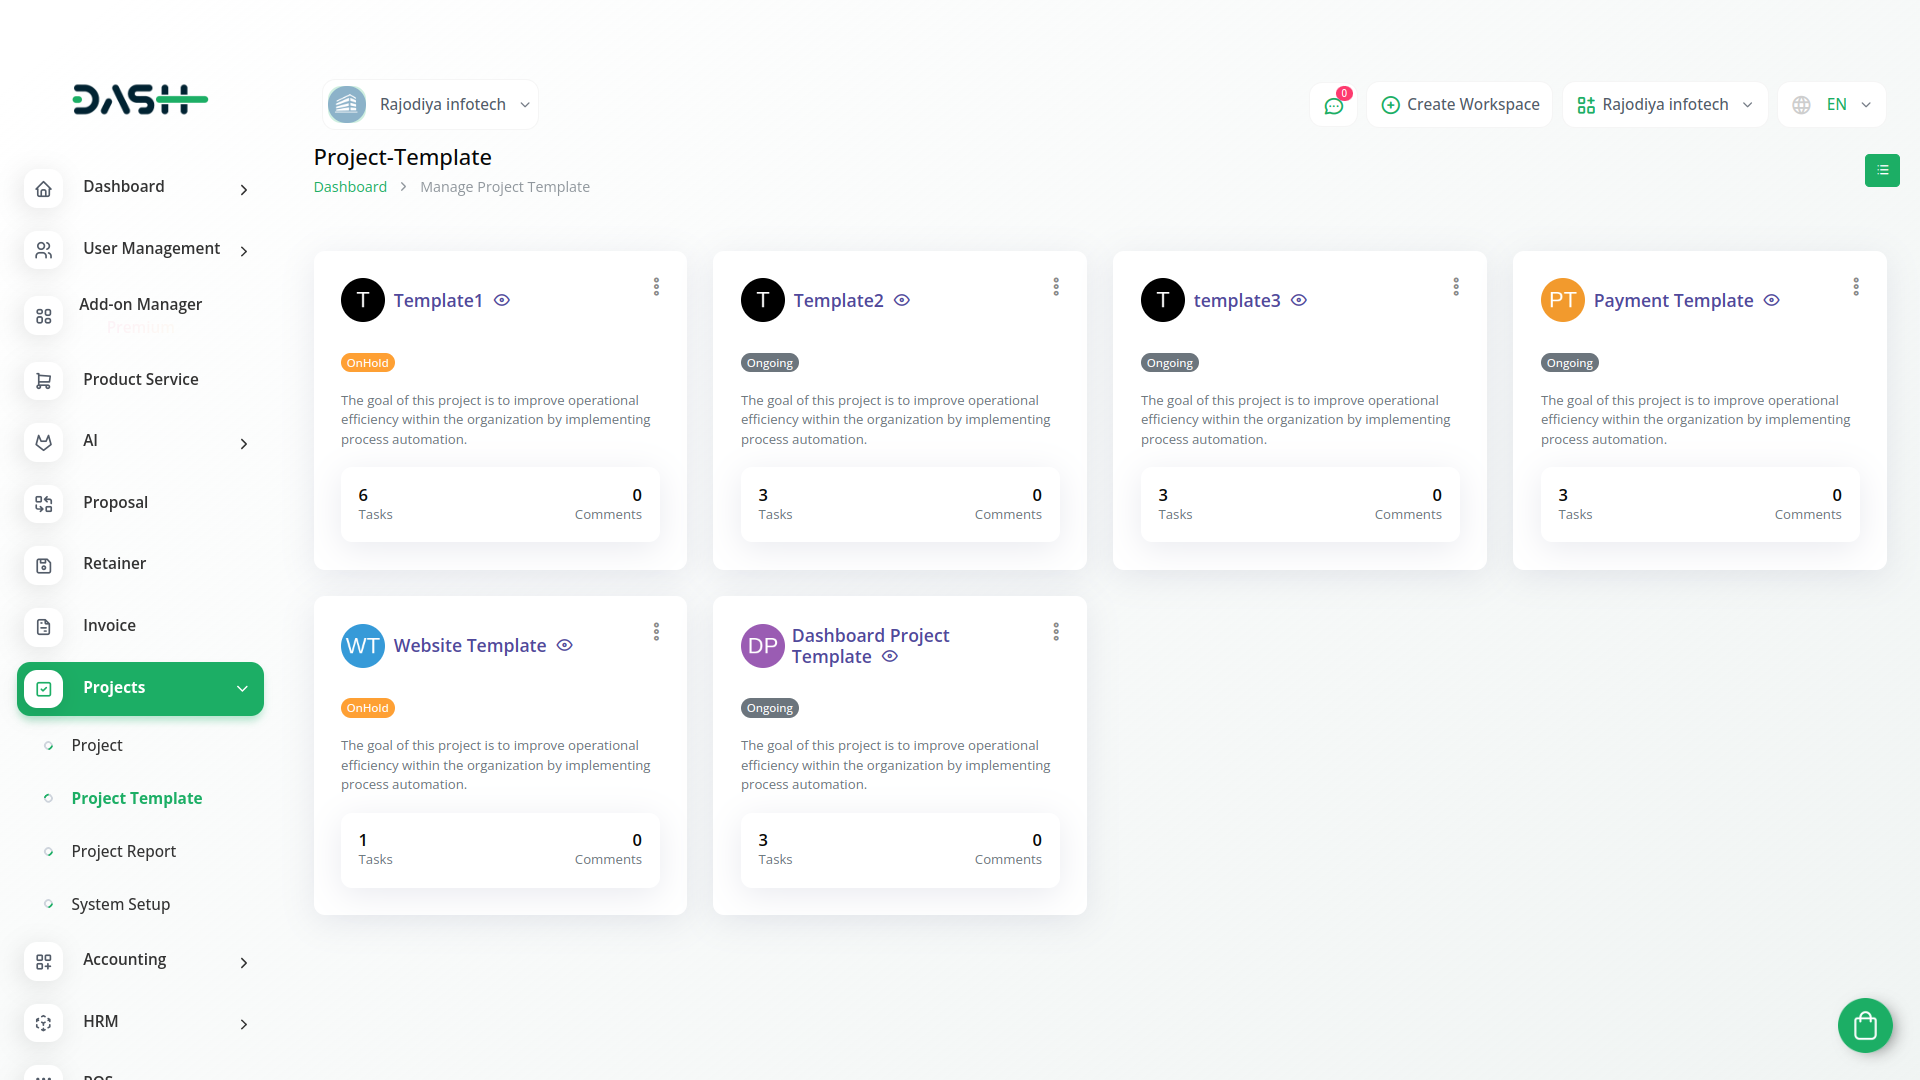 DASH
Rajodiya infotech
0
Create Workspace
Rajodiya infotech
EN
Project-Template
Dashboard
Manage Project Template
Dashboard
User Management
Add-on Manager
Premium
Product Service
AI
Proposal
Retainer
Invoice
Projects
Project
Project Template
Project Report
System Setup
Accounting
HRM
POS
T
Template1
OnHold
The goal of this project is to improve operational
efficiency within the organization by implementing
process automation.
6
0
Tasks
Comments
T
Template2
Ongoing
The goal of this project is to improve operational
efficiency within the organization by implementing
process automation.
3
0
Tasks
Comments
T
template3
Ongoing
The goal of this project is to improve operational
efficiency within the organization by implementing
process automation.
3
0
Tasks
Comments
PT
Payment Template
Ongoing
The goal of this project is to improve operational
efficiency within the organization by implementing
process automation.
3
0
Tasks
Comments
WT
Website Template
OnHold
The goal of this project is to improve operational
efficiency within the organization by implementing
process automation.
1
0
Tasks
Comments
DP
Dashboard Project
Template
Ongoing
The goal of this project is to improve operational
efficiency within the organization by implementing
process automation.
3
0
Tasks
Comments